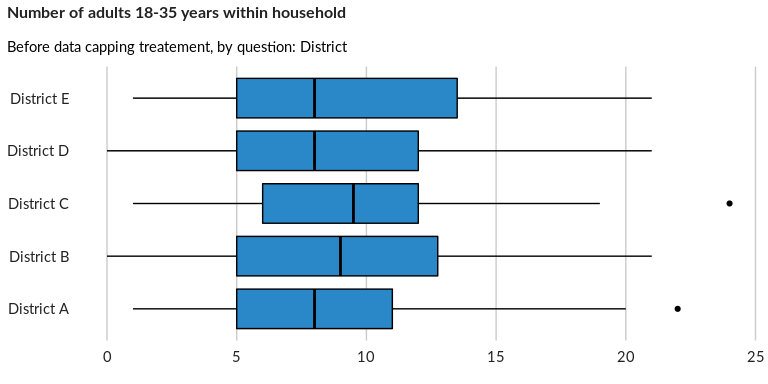 Number of adults 18-35 years within household
Before data capping treatement, by question: District
District E
District D
District C
District B
District A
0 5 10 15 20 25